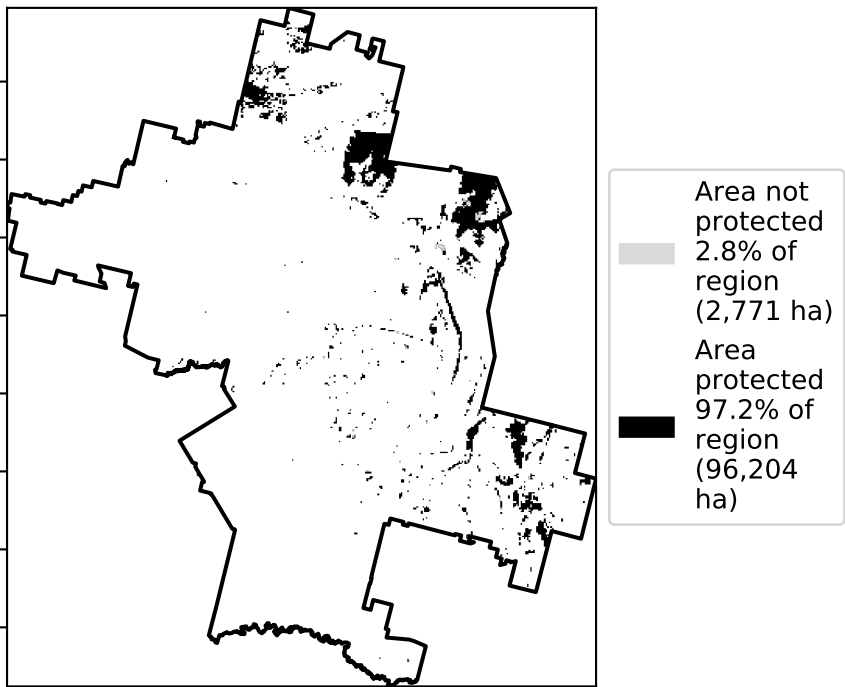 Area not
protected
2.8% of
region
(2,771 ha)
Area
protected
97.2% of
region
(96,204
ha)